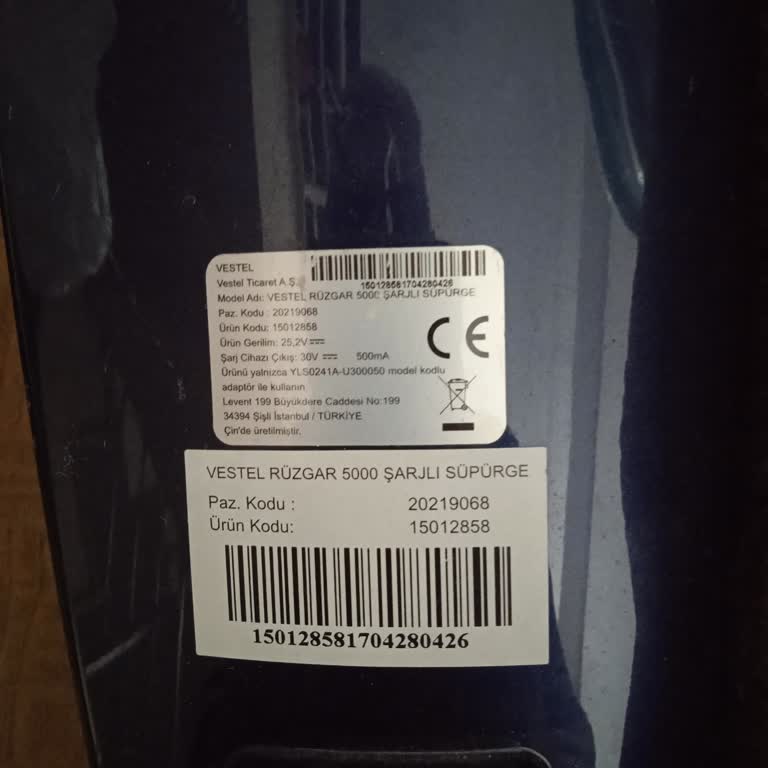 VESTEL
Vestel Ticaret A.Ş.
150128581704280426
Model Adı: VESTEL RÜZGAR 5000 ŞARJLI SÜPÜRGE
Paz. Kodu : 20219068
Ürün Kodu: 15012858
Ürün Gerilim: 25,2V
Şarj Cihazı Çıkış: 30V 500mA
Ürünü yalnızca YLS0241A-U300050 model kodlu
adaptör ile kullanın
Levent 199 Büyükdere Caddesi No:199
34394 Şişli İstanbul / TÜRKİYE
Çin'de üretilmiştir.
CE
VESTEL RÜZGAR 5000 ŞARJLI SÜPÜRGE
Paz. Kodu : 20219068
Ürün Kodu: 15012858
150128581704280426